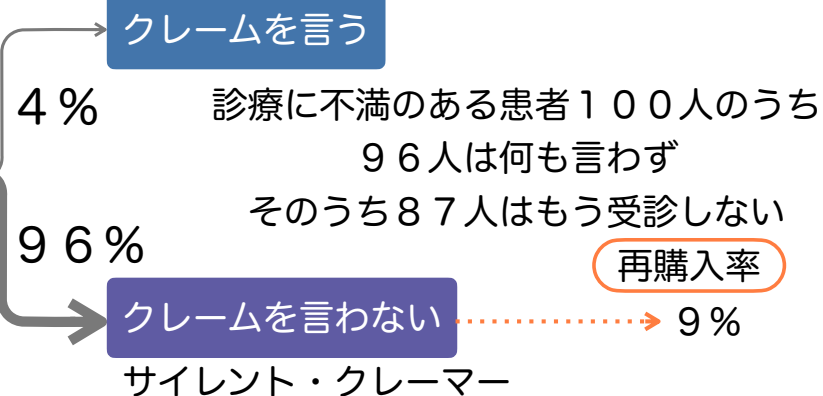 クレームを言う
４％
診療に不満のある患者１００人のうち
９６人は何も言わず
そのうち８７人はもう受診しない
９６％
再購入率
クレームを言わない
９％
サイレント・クレーマー